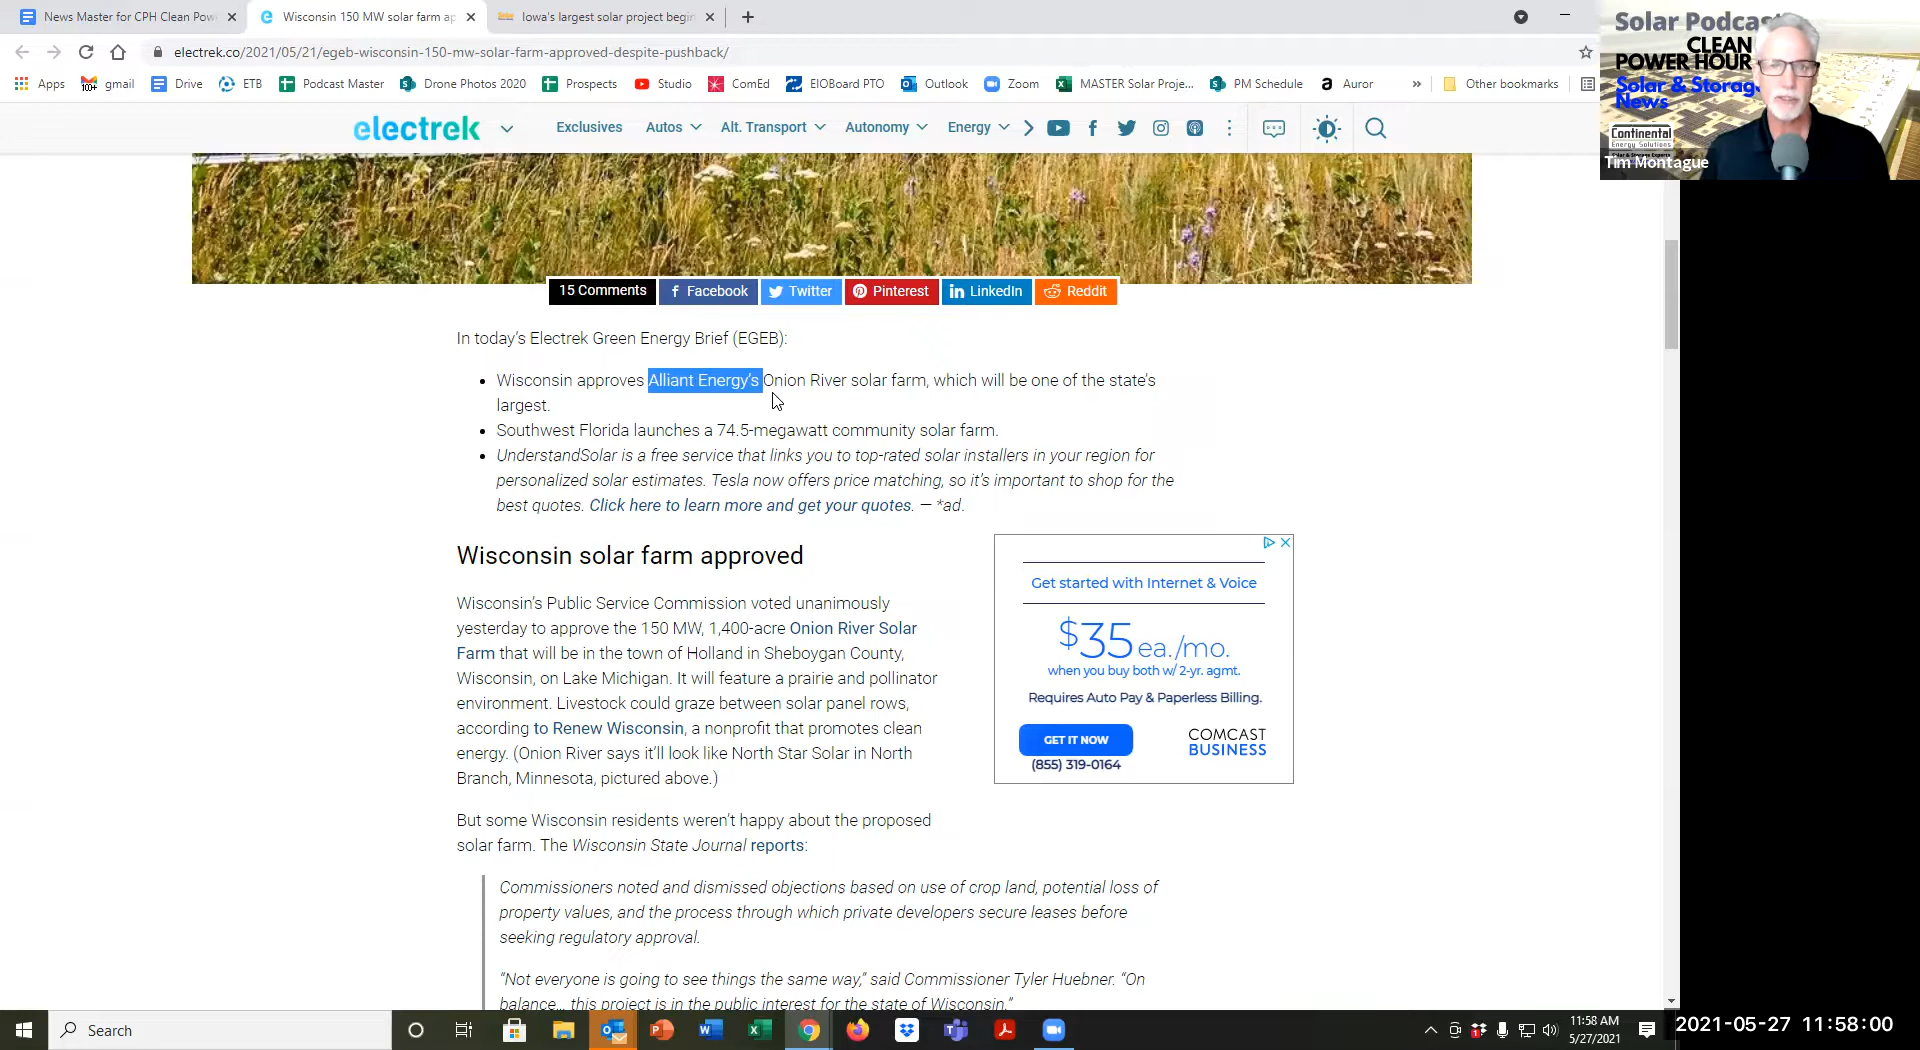 News Master for CPH Clean Pow
Wisconsin 150 MW solar farm ap
Iowa's largest solar project begin
electrek.co/2021/05/21/egeb-wisconsin-150-mw-solar-farm-approved-despite-pushback/
Apps
100+
gmail
Drive
ETB
Podcast Master
Drone Photos 2020
Prospects
Studio
ComEd
EIOBoard PTO
Outlook
Zoom
MASTER Solar Proje...
PM Schedule
Auror
»
Other bookmarks
Solar Podcast
CLEAN
POWER HOUR
Solar & Storage
News
Continental
Energy Solutions
Tim Montague
electrek
Exclusives
Autos
Alt. Transport
Autonomy
Energy
15 Comments
Facebook
Twitter
Pinterest
LinkedIn
Reddit
In today's Electrek Green Energy Brief (EGEB):
• Wisconsin approves Alliant Energy's Onion River solar farm, which will be one of the state's
largest.
• Southwest Florida launches a 74.5-megawatt community solar farm.
• UnderstandSolar is a free service that links you to top-rated solar installers in your region for
personalized solar estimates. Tesla now offers price matching, so it's important to shop for the
best quotes. Click here to learn more and get your quotes. — *ad.
Wisconsin solar farm approved
Wisconsin's Public Service Commission voted unanimously
yesterday to approve the 150 MW, 1,400-acre Onion River Solar
Farm that will be in the town of Holland in Sheboygan County,
Wisconsin, on Lake Michigan. It will feature a prairie and pollinator
environment. Livestock could graze between solar panel rows,
according to Renew Wisconsin, a nonprofit that promotes clean
energy. (Onion River says it'll look like North Star Solar in North
Branch, Minnesota, pictured above.)
But some Wisconsin residents weren't happy about the proposed
solar farm. The Wisconsin State Journal reports:
Commissioners noted and dismissed objections based on use of crop land, potential loss of
property values, and the process through which private developers secure leases before
seeking regulatory approval.
"Not everyone is going to see things the same way," said Commissioner Tyler Huebner. "On
balance... this project is in the public interest for the state of Wisconsin."
Get started with Internet & Voice
$35 ea./mo.
when you buy both w/ 2-yr. agmt.
Requires Auto Pay & Paperless Billing.
GET IT NOW
(855) 319-0164
COMCAST
BUSINESS
Search
11:58 AM
5/27/2021
2021-05-27 11:58:00